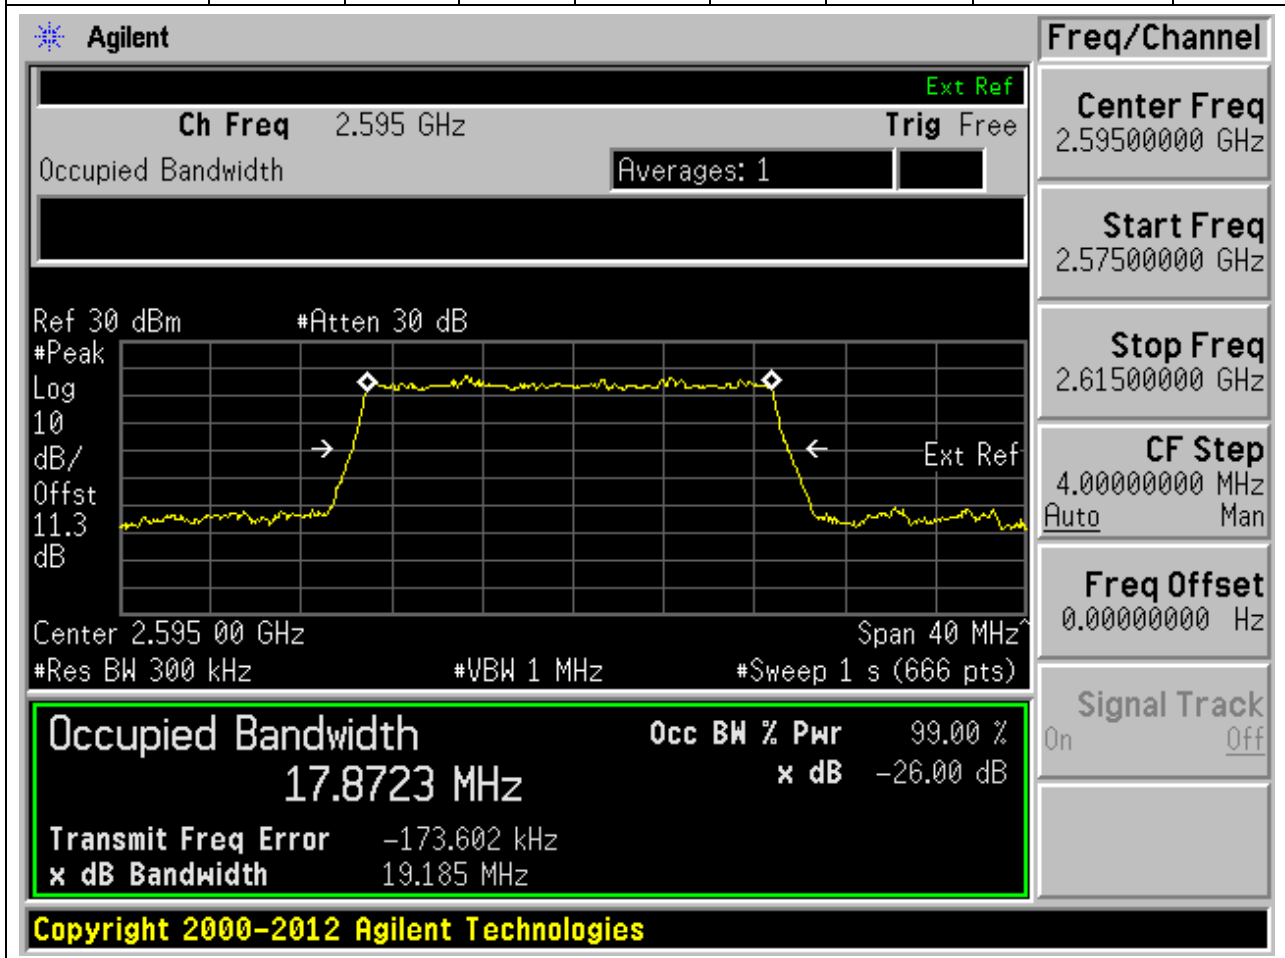 Agilent
Freq/Channel
Ext Ref
Ch Freq 2.595 GHz Trig Free
Occupied Bandwidth Averages: 1
Center Freq
2.59500000 GHz
Start Freq
2.57500000 GHz
Stop Freq
2.61500000 GHz
CF Step
4.00000000 MHz
Auto Man
Freq Offset
0.00000000 Hz
Signal Track
On Off
Ref 30 dBm #Atten 30 dB
#Peak
Log
10
dB/
Offst
11.3
dB
Ext Ref
Center 2.595 00 GHz Span 40 MHz^
#Res BW 300 kHz #VBW 1 MHz #Sweep 1 s (666 pts)
Occupied Bandwidth Occ BW % Pwr 99.00 %
17.8723 MHz x dB -26.00 dB
Transmit Freq Error -173.602 kHz
x dB Bandwidth 19.185 MHz
Copyright 2000-2012 Agilent Technologies